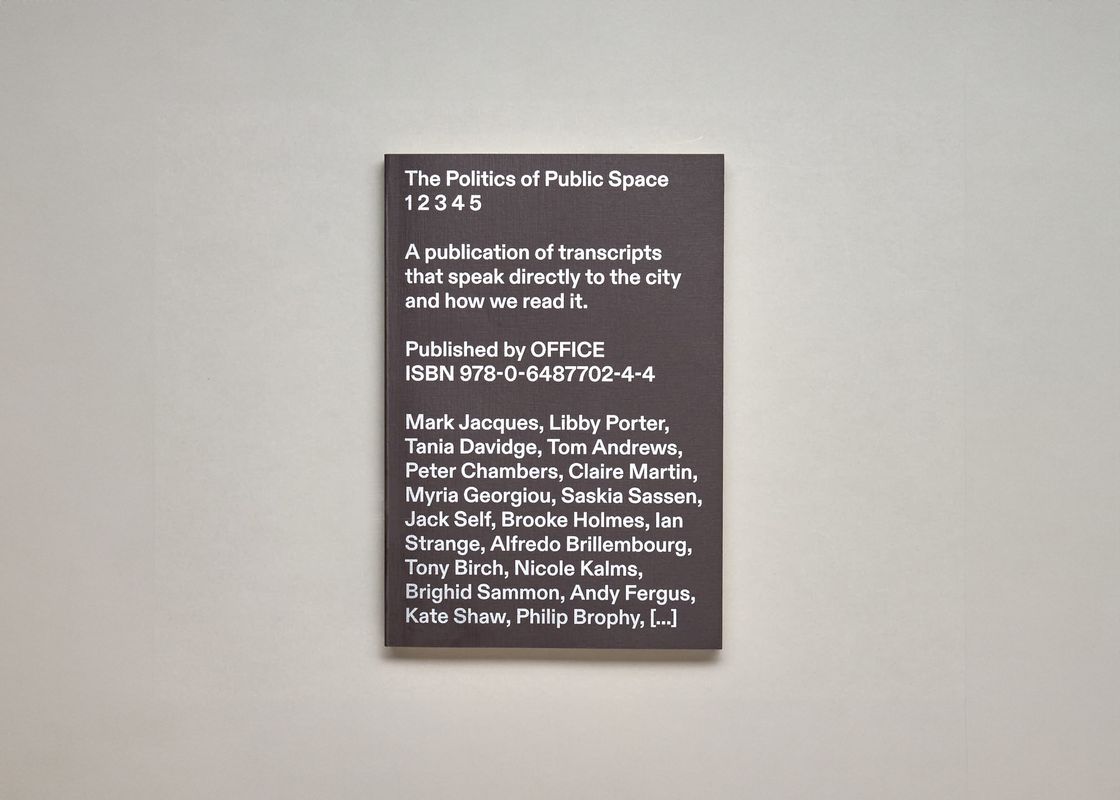 The Politics of Public Space
1 2 3 4 5
A publication of transcripts
that speak directly to the city
and how we read it.
Published by OFFICE
ISBN 978-0-6487702-4-4
Mark Jacques, Libby Porter,
Tania Davidge, Tom Andrews,
Peter Chambers, Claire Martin,
Myria Georgiou, Saskia Sassen,
Jack Self, Brooke Holmes, Ian
Strange, Alfredo Brillembourg,
Tony Birch, Nicole Kalms,
Brighid Sammon, Andy Fergus,
Kate Shaw, Philip Brophy, [...]